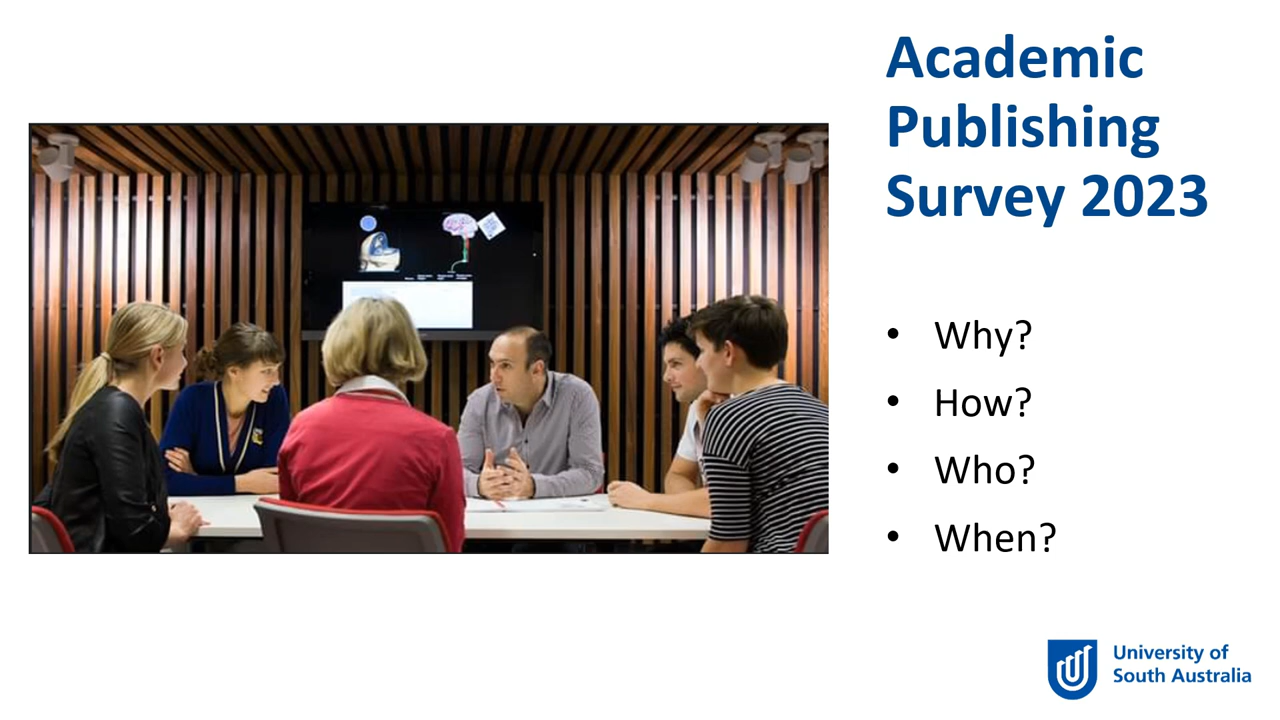 Academic
Publishing
Survey 2023
• Why?
• How?
• Who?
• When?
University of
South Australia